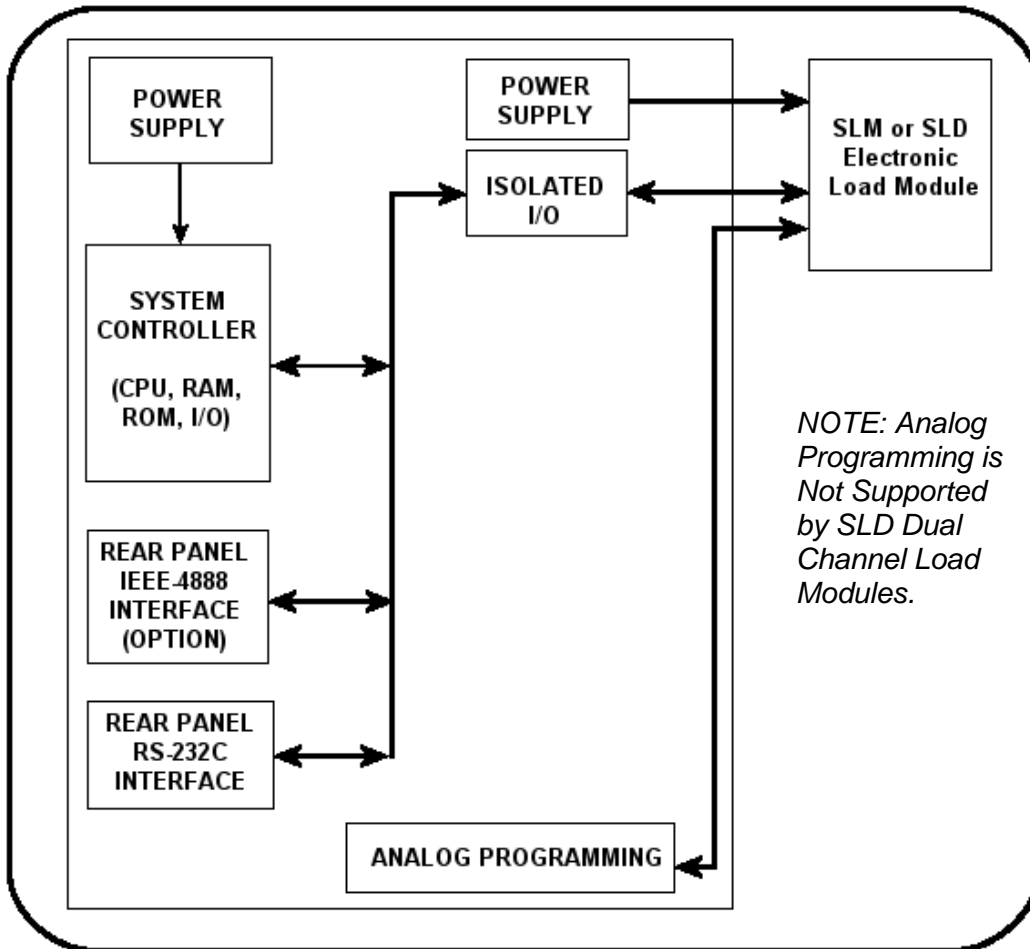 POWER
SUPPLY
POWER
SUPPLY
SLM or SLD
Electronic
Load Module
ISOLATED
I/O
SYSTEM
CONTROLLER
(CPU, RAM,
ROM, I/O)
NOTE: Analog
Programming is
Not Supported
by SLD Dual
Channel Load
Modules.
REAR PANEL
IEEE-4888
INTERFACE
(OPTION)
REAR PANEL
RS-232C
INTERFACE
ANALOG PROGRAMMING